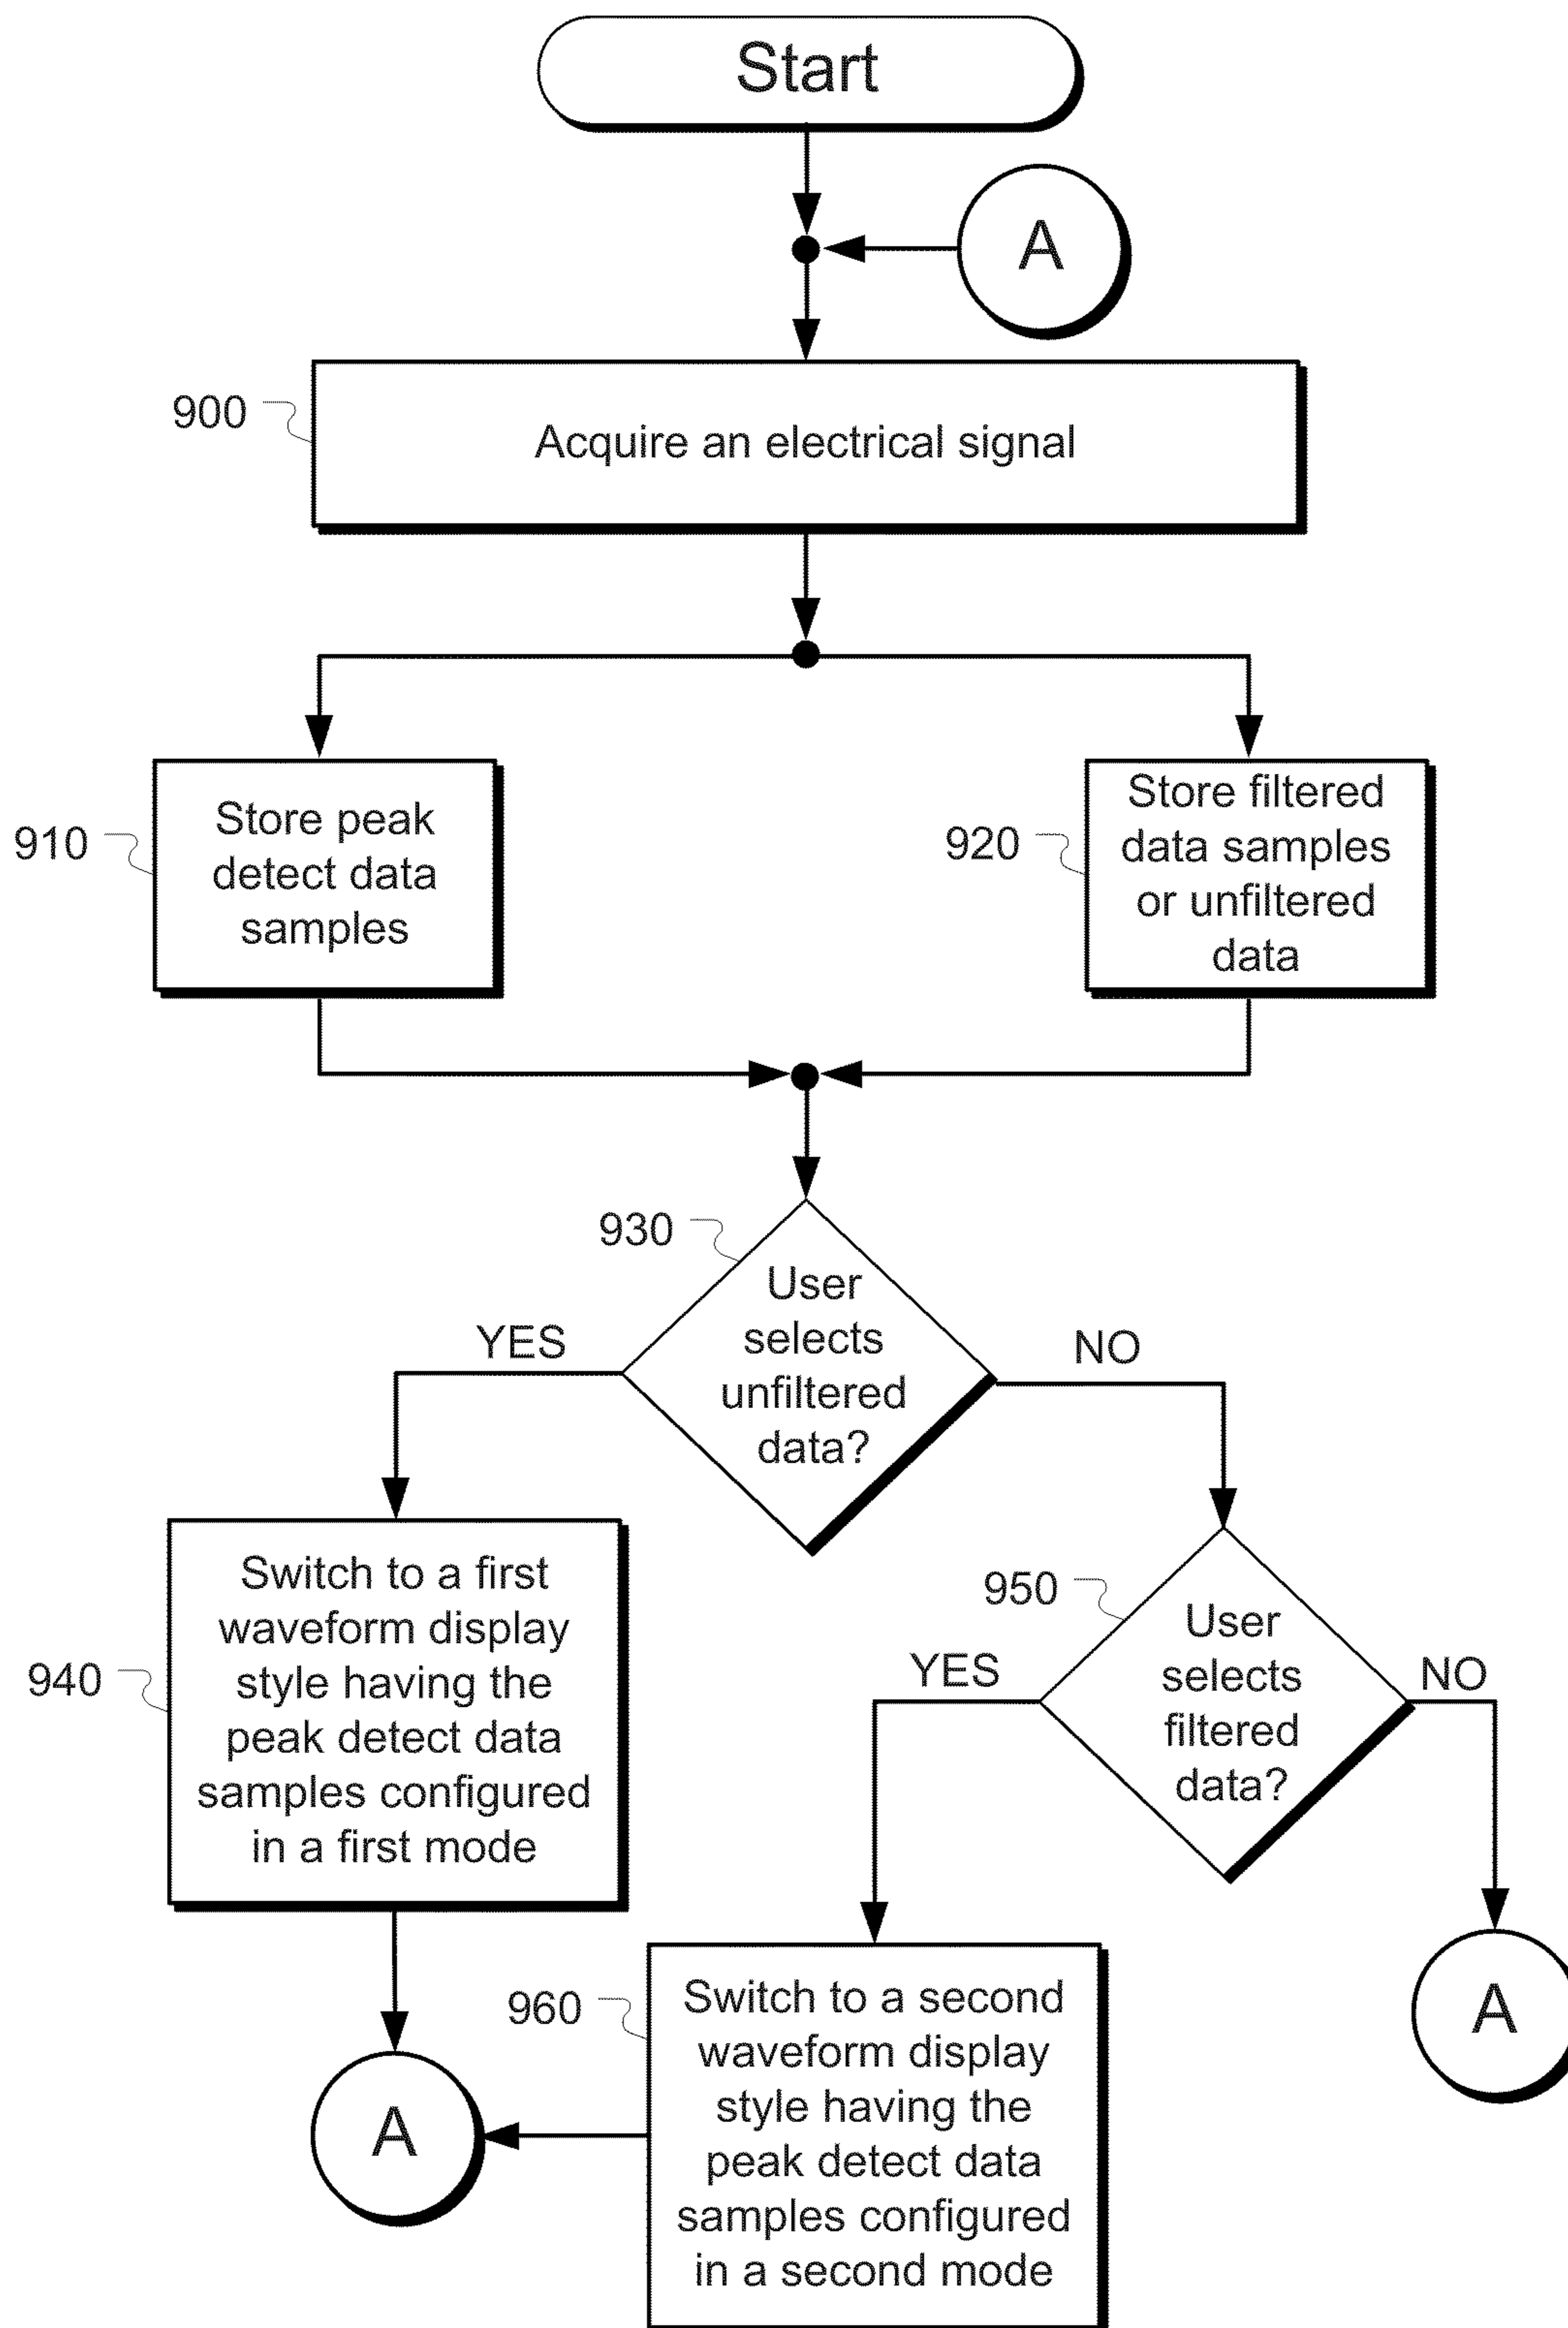 Start
A
900
Acquire an electrical signal
910
Store peak
detect data
samples
920
Store filtered
data samples
or unfiltered
data
930
User
selects
unfiltered
data?
YES
NO
940
Switch to a first
waveform display
style having the
peak detect data
samples configured
in a first mode
950
User
selects
filtered
data?
YES
NO
A
960
Switch to a second
waveform display
style having the
peak detect data
samples configured
in a second mode
A